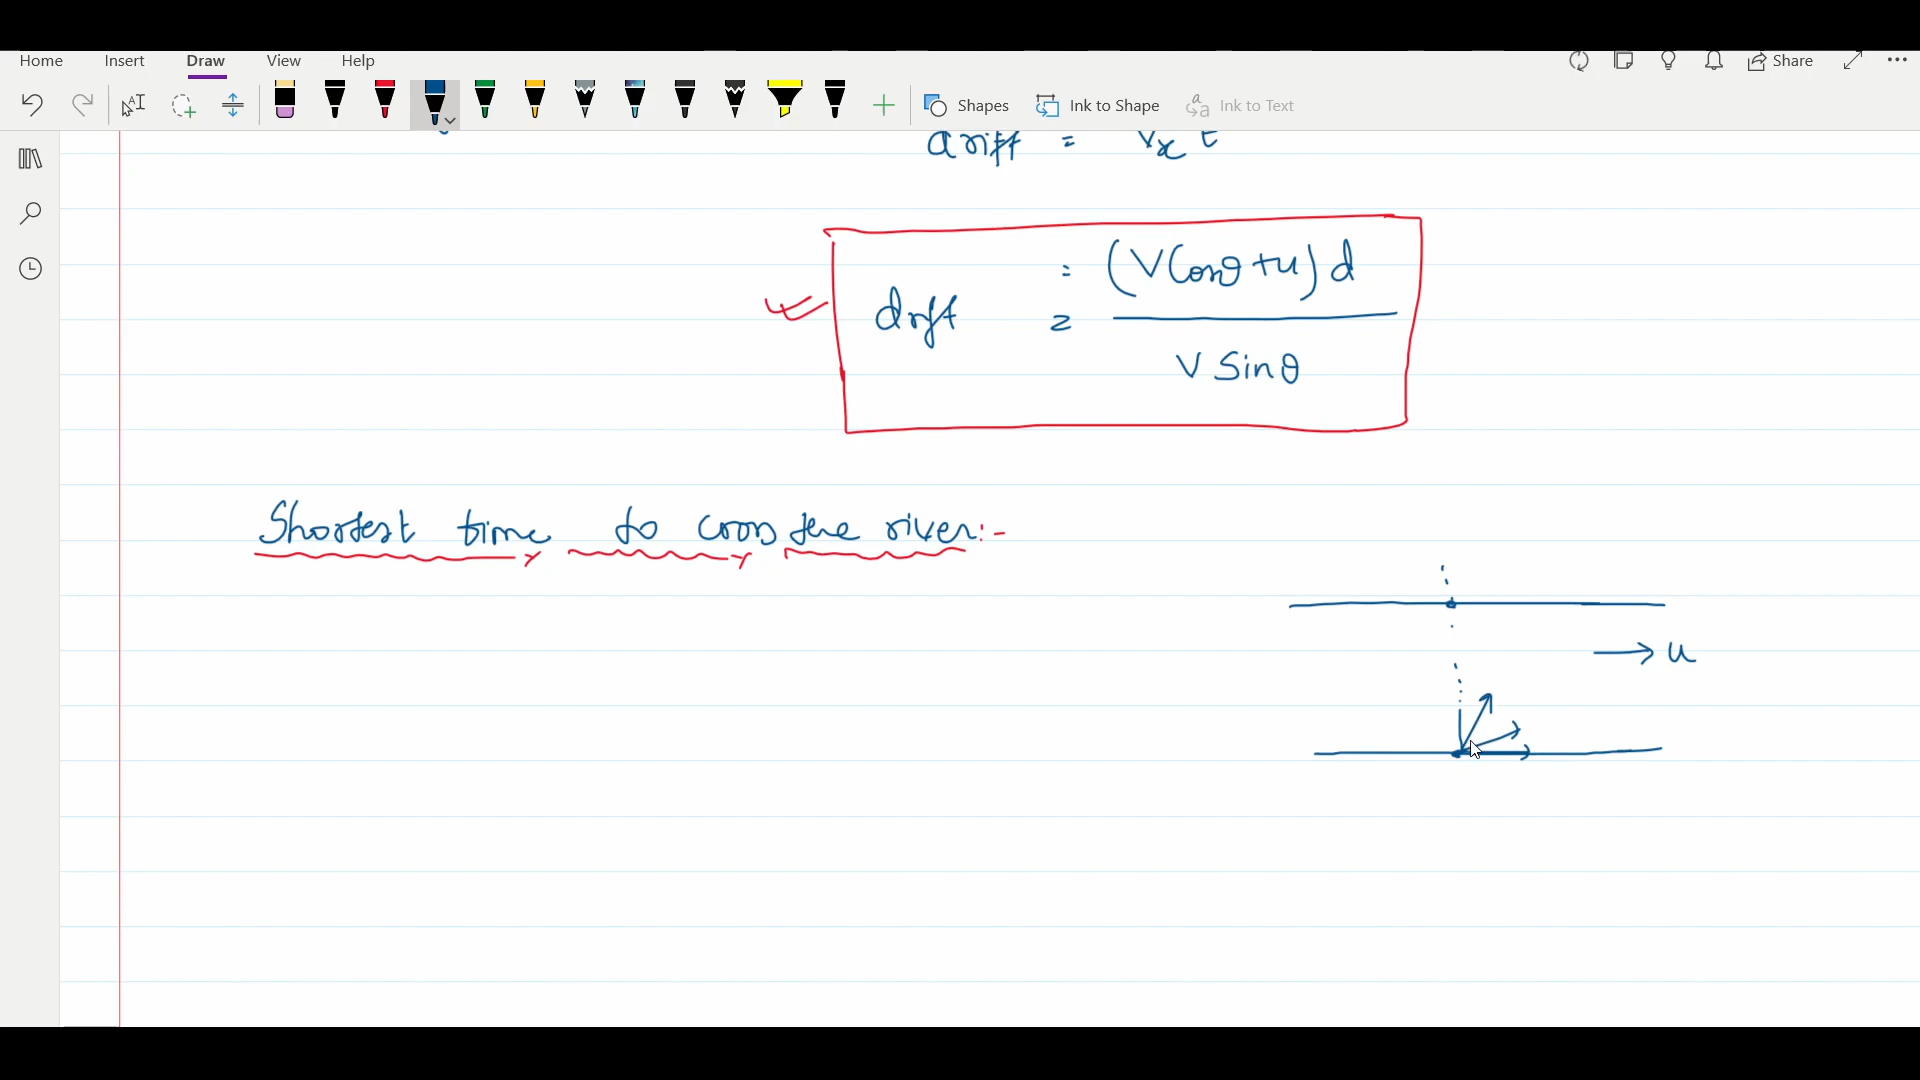 Home Insert Draw View Help Share
Shapes Ink to Shape Ink to Text
drift = Vx t
= (V Cosθ + u) d
drift =
V Sinθ
Shortest time to cross the river :-
→ u